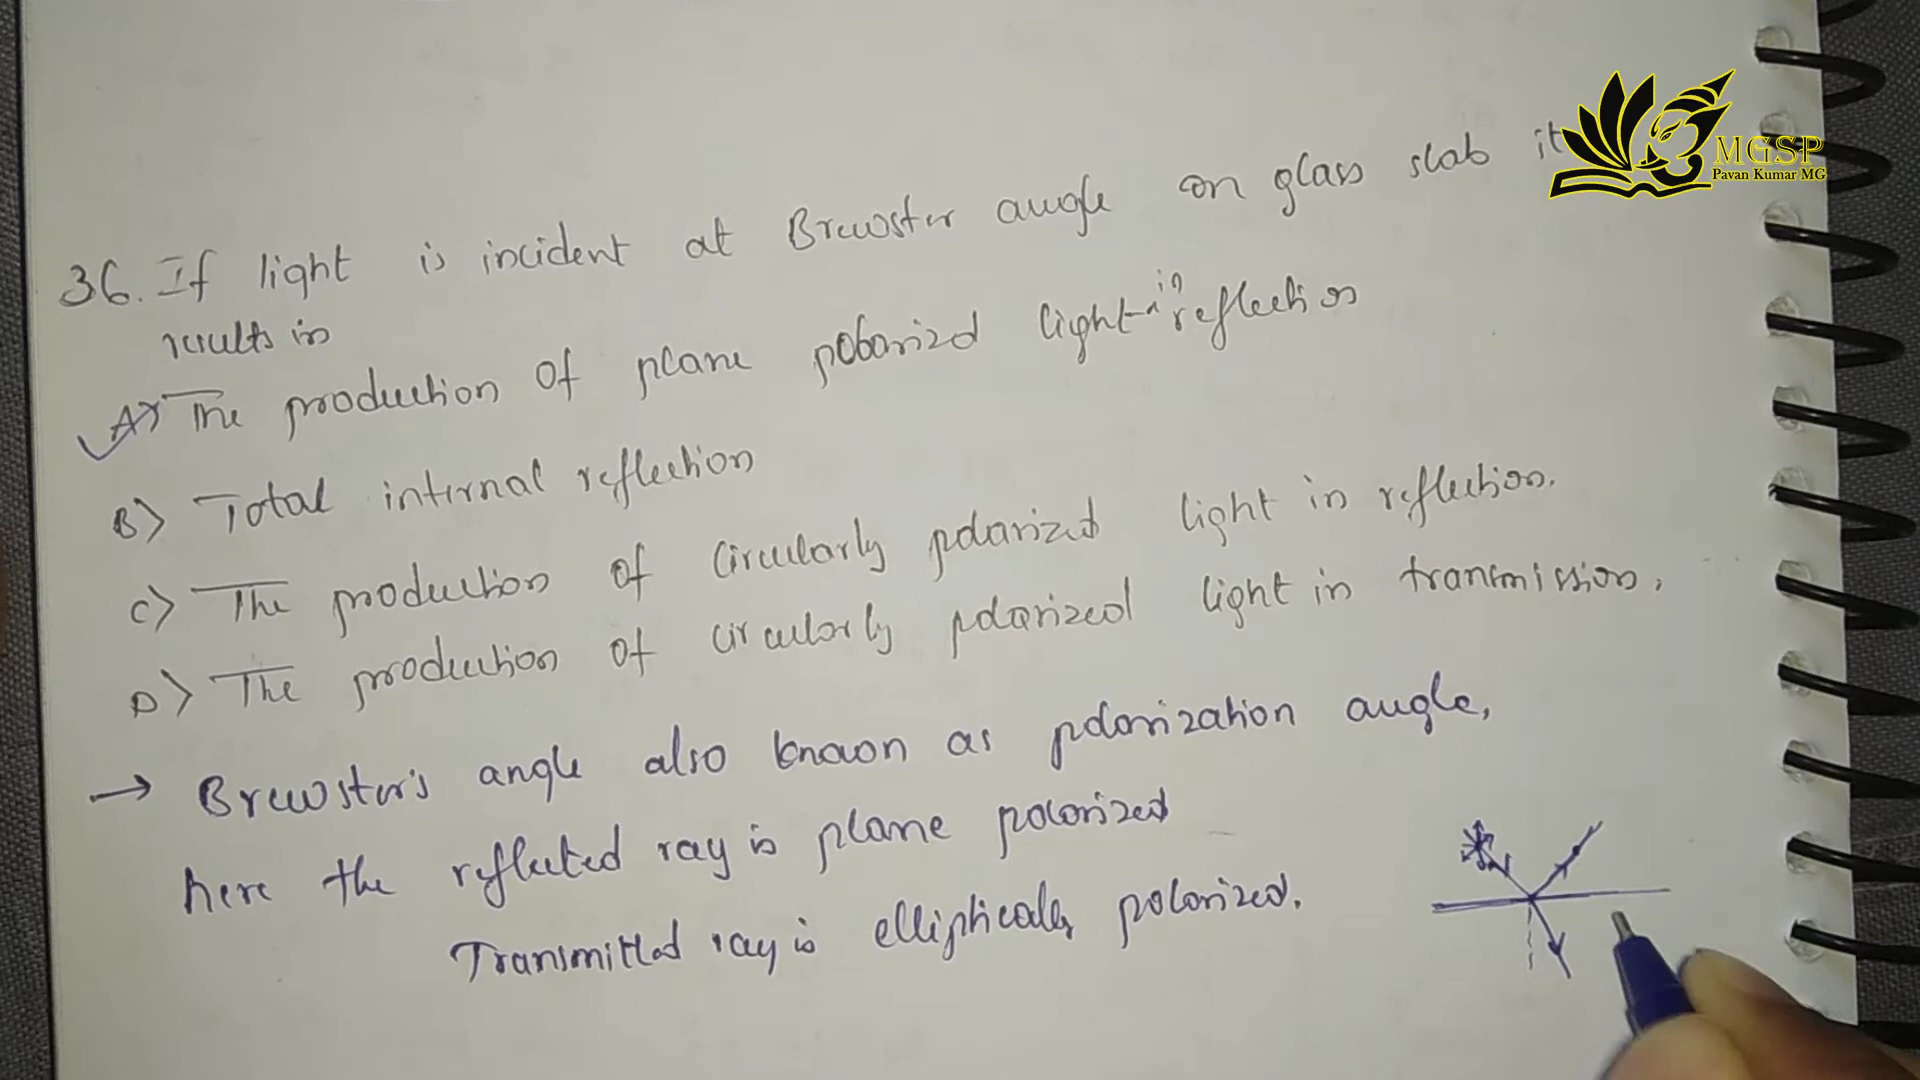 MGSP
Pavan Kumar MG
36. If light is incident at Brewster angle on glass slab it
results in
A) The production of plane polarized light in reflection
B) Total internal reflection
C) The production of circularly polarized light in reflection.
D) The production of circularly polarized light in transmission.
→ Brewster's angle also known as polarization angle,
here the reflected ray is plane polarized
Transmitted ray is elliptically polarized.